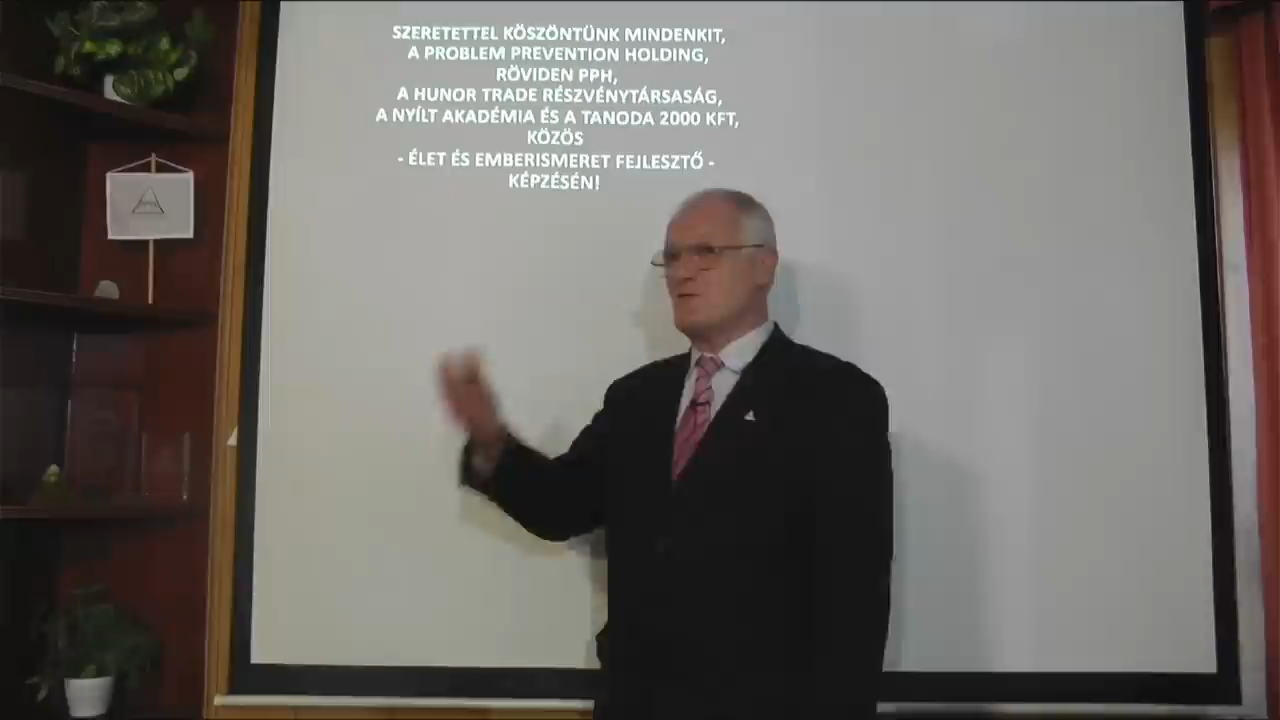 SZERETETTEL KÖSZÖNTÜNK MINDENKIT,
A PROBLEM PREVENTION HOLDING,
RÖVIDEN PPH,
A HUNOR TRADE RÉSZVÉNYTÁRSASÁG,
A NYÍLT AKADÉMIA ÉS A TANODA 2000 KFT,
KÖZÖS
- ÉLET ÉS EMBERISMERET FEJLESZTŐ -
KÉPZÉSÉN!